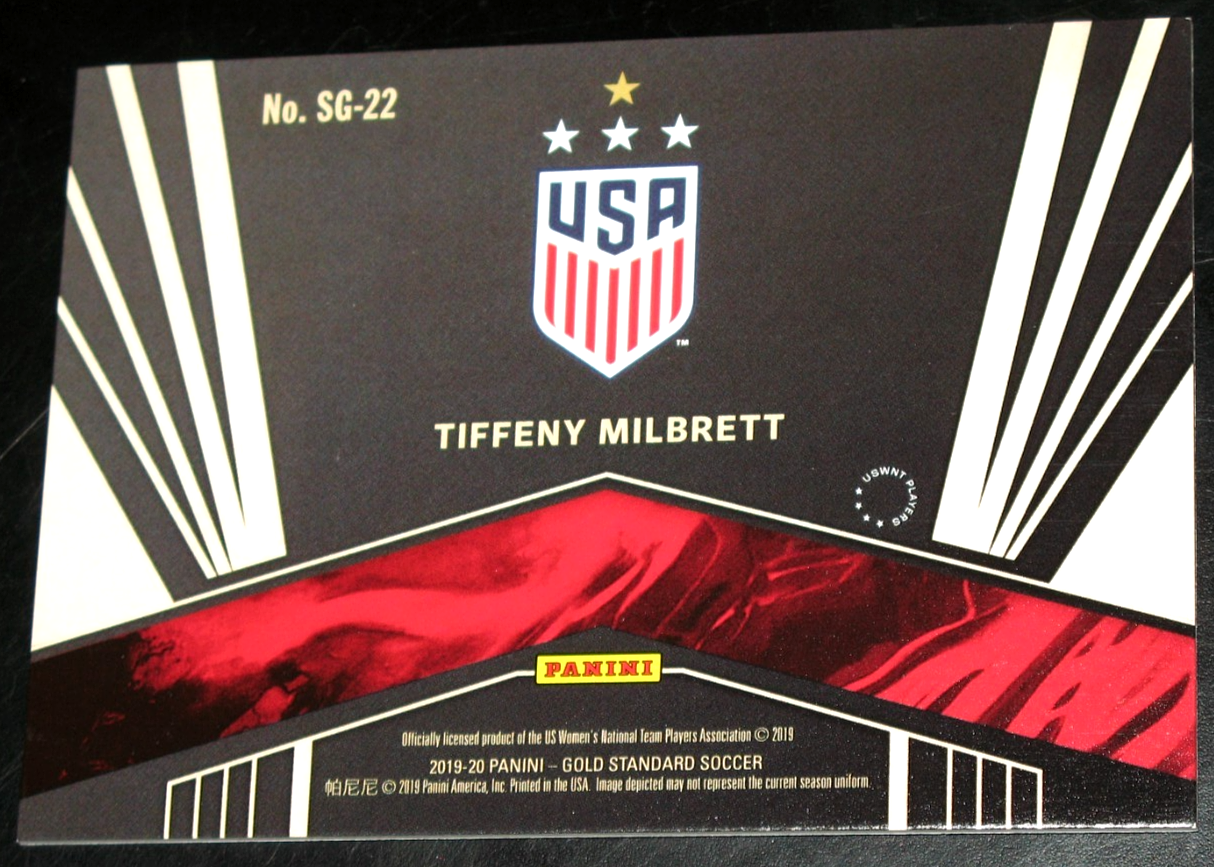 No. SG-22
USA
TM
TIFFENY MILBRETT
USWNT PLAYERS
PANINI
Officially licensed product of the US Women's National Team Players Association © 2019
2019-20 PANINI – GOLD STANDARD SOCCER
帕尼尼 © 2019 Panini America, Inc. Printed in the USA. Image depicted may not represent the current season uniform.